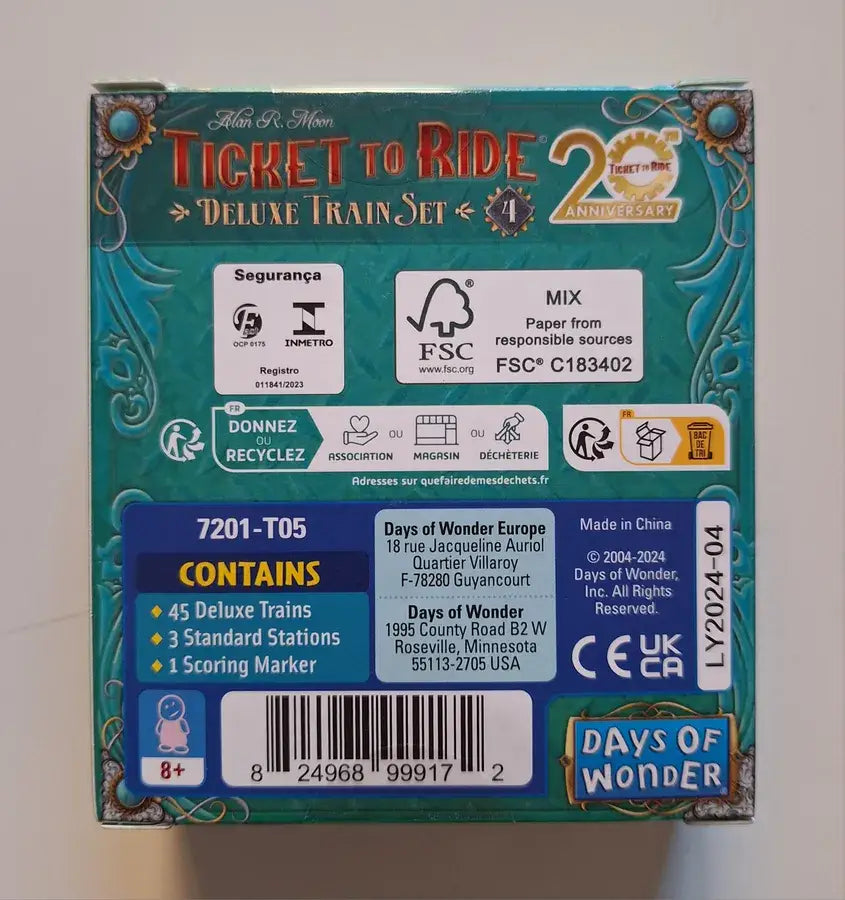 Alan R. Moon
TICKET TO RIDE®
DELUXE TRAIN SET
4
20TH
TICKET TO RIDE
ANNIVERSARY
Segurança
OCP 0175
INMETRO
Registro
011841/2023
®
FSC
www.fsc.org
MIX
Paper from
responsible sources
FSC® C183402
FR
DONNEZ
OU
RECYCLEZ
ASSOCIATION
OU
MAGASIN
OU
DÉCHÈTERIE
Adresses sur quefairedemesdechets.fr
FR
BAC
DE
TRI
7201-T05
CONTAINS
45 Deluxe Trains
3 Standard Stations
1 Scoring Marker
Days of Wonder Europe
18 rue Jacqueline Auriol
Quartier Villaroy
F-78280 Guyancourt
Days of Wonder
1995 County Road B2 W
Roseville, Minnesota
55113-2705 USA
Made in China
© 2004-2024
Days of Wonder,
Inc. All Rights
Reserved.
CE UK
CA
LY2024-04
8+
8 24968 99917 2
DAYS OF
WONDER®